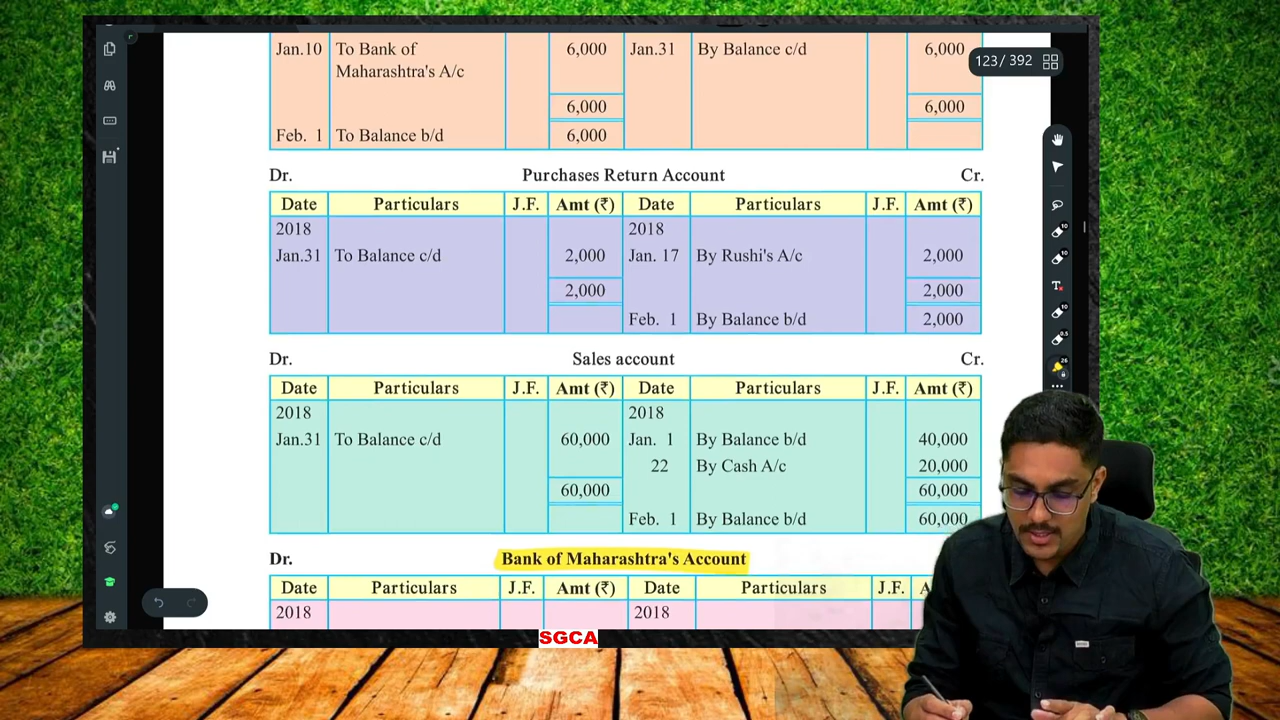 123/ 392
Jan.10 To Bank of 6,000 Jan.31 By Balance c/d 6,000
Maharashtra's A/c
6,000 6,000
Feb. 1 To Balance b/d 6,000
Dr. Purchases Return Account Cr.
Date Particulars J.F. Amt (₹) Date Particulars J.F. Amt (₹)
2018 2018
Jan.31 To Balance c/d 2,000 Jan. 17 By Rushi's A/c 2,000
2,000 2,000
Feb. 1 By Balance b/d 2,000
Dr. Sales account Cr.
Date Particulars J.F. Amt (₹) Date Particulars J.F. Amt (₹)
2018 2018
Jan.31 To Balance c/d 60,000 Jan. 1 By Balance b/d 40,000
22 By Cash A/c 20,000
60,000 60,000
Feb. 1 By Balance b/d 60,000
Dr. Bank of Maharashtra's Account
Date Particulars J.F. Amt (₹) Date Particulars J.F. A
2018 2018
SGCA